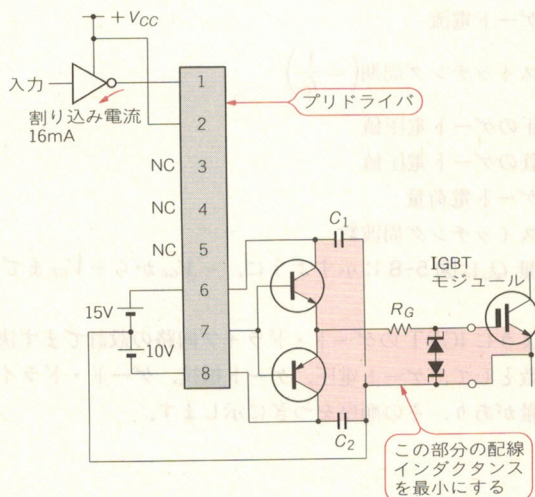 +VCC
入力
割り込み電流
16mA
プリドライバ
1
2
NC 3
NC 4
NC 5
6
7
8
15V
10V
C1
C2
RG
IGBT
モジュール
この部分の配線
インダクタンス
を最小にする